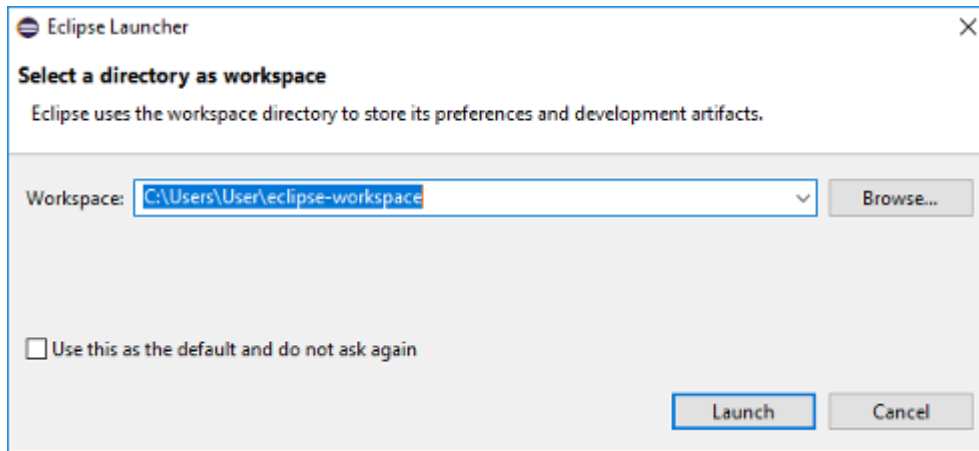 Eclipse Launcher
Select a directory as workspace
Eclipse uses the workspace directory to store its preferences and development artifacts.
Workspace: C:\Users\User\eclipse-workspace Browse...
Use this as the default and do not ask again
Launch Cancel